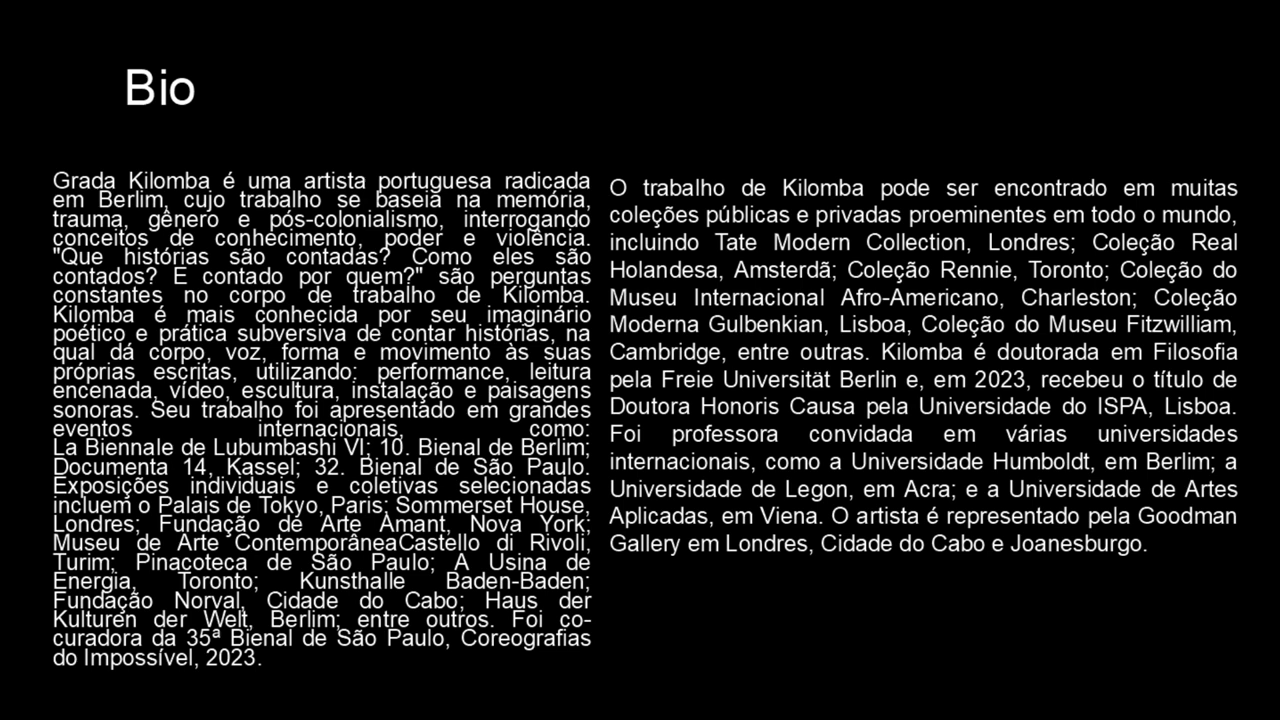 Bio
Grada Kilomba é uma artista portuguesa radicada
em Berlim, cujo trabalho se baseia na memória,
trauma, gênero e pós-colonialismo, interrogando
conceitos de conhecimento, poder e violência.
"Que histórias são contadas? Como eles são
contados? E contado por quem?" são perguntas
constantes no corpo de trabalho de Kilomba.
Kilomba é mais conhecida por seu imaginário
poético e prática subversiva de contar histórias, na
qual dá corpo, voz, forma e movimento às suas
próprias escritas, utilizando: performance, leitura
encenada, vídeo, escultura, instalação e paisagens
sonoras. Seu trabalho foi apresentado em grandes
eventos internacionais, como:
La Biennale de Lubumbashi VI; 10. Bienal de Berlim;
Documenta 14, Kassel; 32. Bienal de São Paulo.
Exposições individuais e coletivas selecionadas
incluem o Palais de Tokyo, Paris; Sommerset House,
Londres; Fundação de Arte Amant, Nova York;
Museu de Arte ContemporâneaCastello di Rivoli,
Turim; Pinacoteca de São Paulo; A Usina de
Energia, Toronto; Kunsthalle Baden-Baden;
Fundação Norval, Cidade do Cabo; Haus der
Kulturen der Welt, Berlim; entre outros. Foi co-
curadora da 35ª Bienal de São Paulo, Coreografias
do Impossível, 2023.
O trabalho de Kilomba pode ser encontrado em muitas
coleções públicas e privadas proeminentes em todo o mundo,
incluindo Tate Modern Collection, Londres; Coleção Real
Holandesa, Amsterdã; Coleção Rennie, Toronto; Coleção do
Museu Internacional Afro-Americano, Charleston; Coleção
Moderna Gulbenkian, Lisboa, Coleção do Museu Fitzwilliam,
Cambridge, entre outras. Kilomba é doutorada em Filosofia
pela Freie Universität Berlin e, em 2023, recebeu o título de
Doutora Honoris Causa pela Universidade do ISPA, Lisboa.
Foi professora convidada em várias universidades
internacionais, como a Universidade Humboldt, em Berlim; a
Universidade de Legon, em Acra; e a Universidade de Artes
Aplicadas, em Viena. O artista é representado pela Goodman
Gallery em Londres, Cidade do Cabo e Joanesburgo.